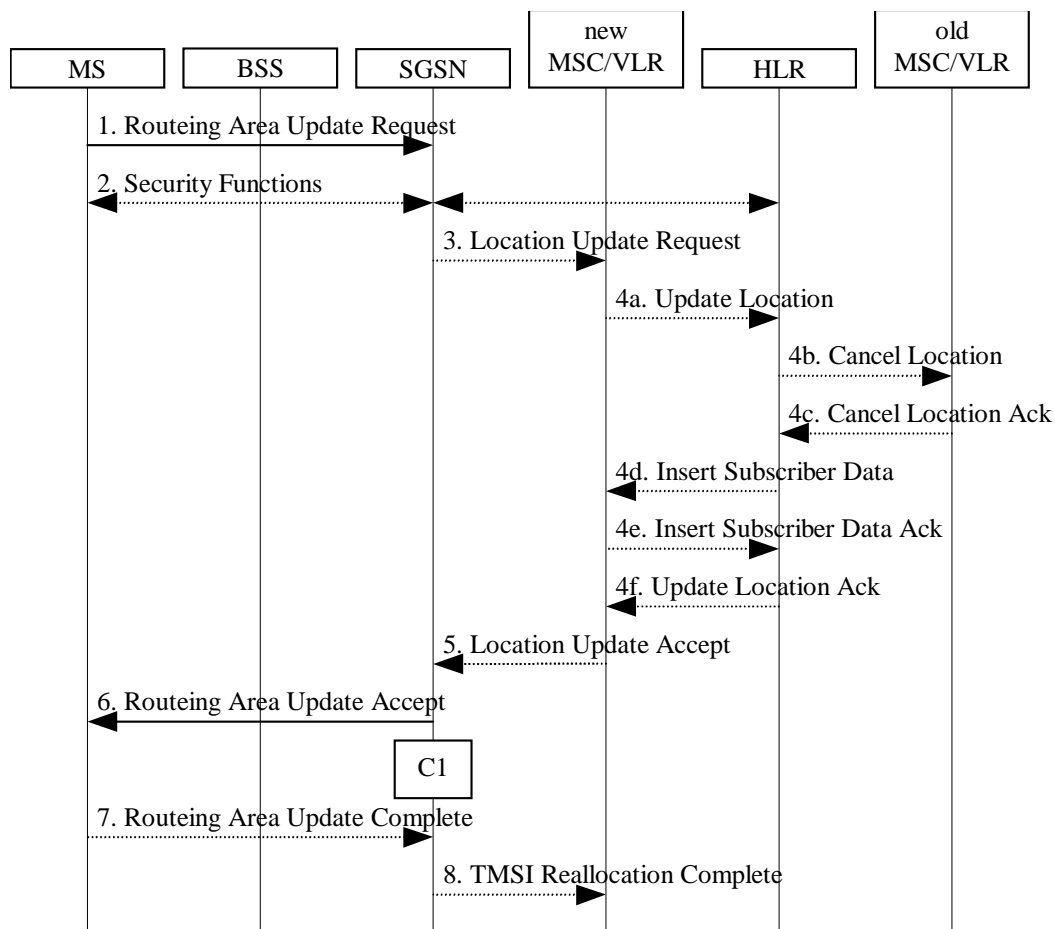 MS
BSS
SGSN
new
MSC/VLR
HLR
old
MSC/VLR
1. Routeing Area Update Request
2. Security Functions
3. Location Update Request
4a. Update Location
4b. Cancel Location
4c. Cancel Location Ack
4d. Insert Subscriber Data
4e. Insert Subscriber Data Ack
4f. Update Location Ack
5. Location Update Accept
6. Routeing Area Update Accept
C1
7. Routeing Area Update Complete
8. TMSI Reallocation Complete